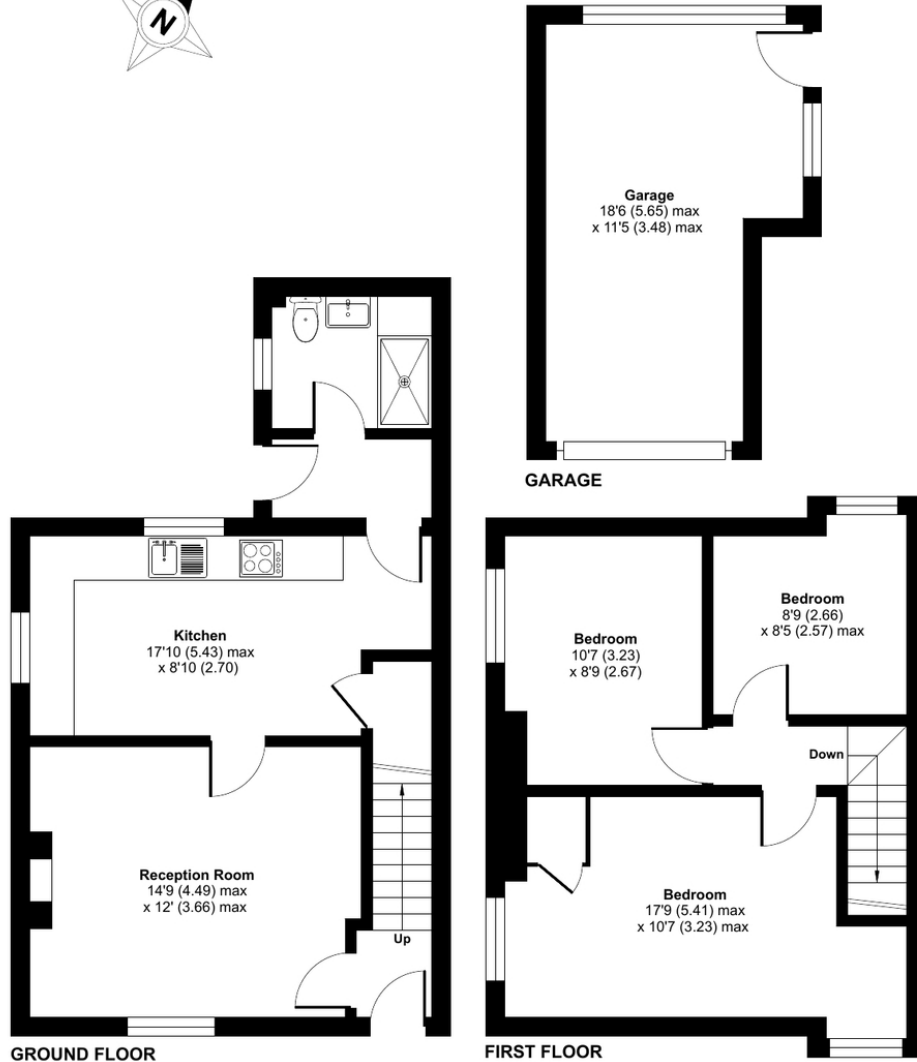 N
Garage
18'6 (5.65) max
x 11'5 (3.48) max
GARAGE
Kitchen
17'10 (5.43) max
x 8'10 (2.70)
Reception Room
14'9 (4.49) max
x 12' (3.66) max
Up
GROUND FLOOR
Bedroom
8'9 (2.66)
x 8'5 (2.57) max
Bedroom
10'7 (3.23)
x 8'9 (2.67)
Down
Bedroom
17'9 (5.41) max
x 10'7 (3.23) max
FIRST FLOOR